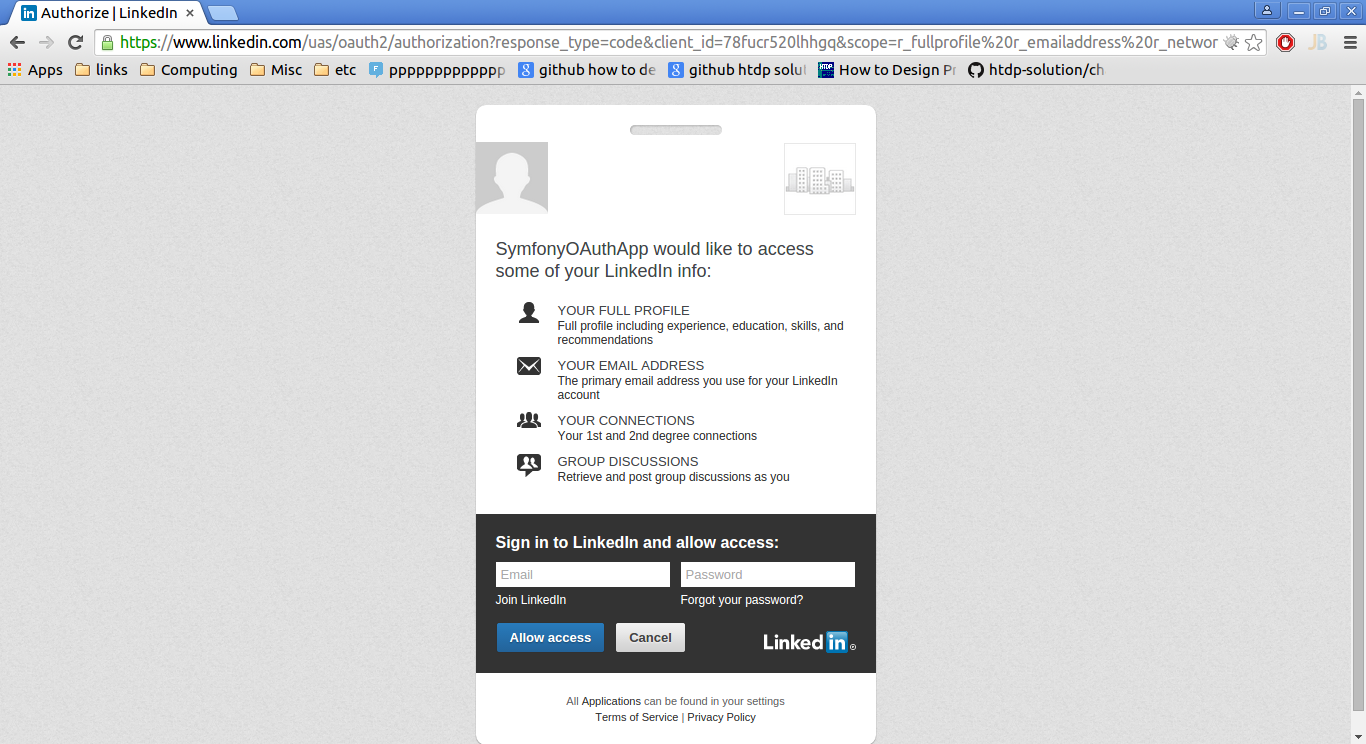 Authorize | LinkedIn
https://www.linkedin.com/uas/oauth2/authorization?response_type=code&client_id=78fucr520lhhgq&scope=r_fullprofile%20r_emailaddress%20r_networ
Apps links Computing Misc etc ppppppppppppp github how to de github htdp solut How to Design Pr htdp-solution/ch
SymfonyOAuthApp would like to access
some of your LinkedIn info:
YOUR FULL PROFILE
Full profile including experience, education, skills, and
recommendations
YOUR EMAIL ADDRESS
The primary email address you use for your LinkedIn
account
YOUR CONNECTIONS
Your 1st and 2nd degree connections
GROUP DISCUSSIONS
Retrieve and post group discussions as you
Sign in to LinkedIn and allow access:
Email Password
Join LinkedIn Forgot your password?
Allow access Cancel Linked in ®
All Applications can be found in your settings
Terms of Service | Privacy Policy